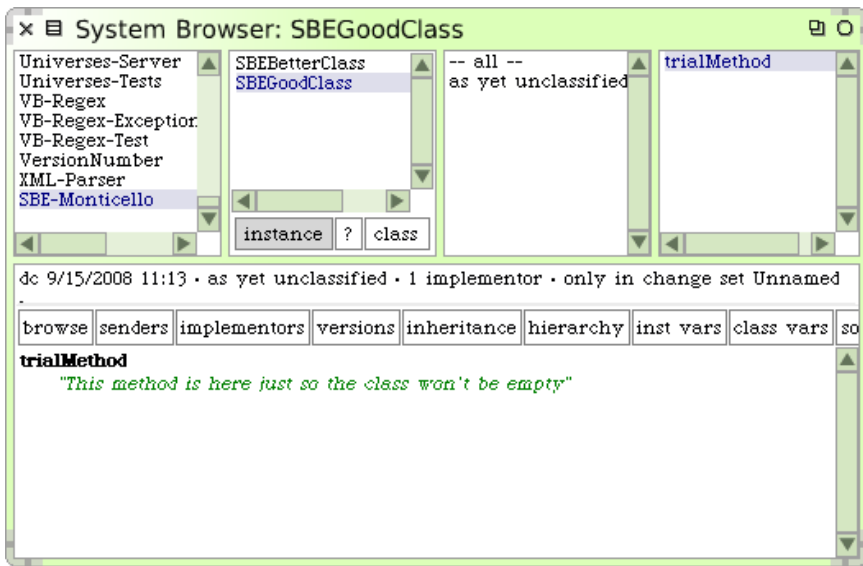 System Browser: SBEGoodClass
Universes-Server
Universes-Tests
VB-Regex
VB-Regex-Exception
VB-Regex-Test
VersionNumber
XML-Parser
SBE-Monticello
SBEBetterClass
SBEGoodClass
instance ? class
-- all --
as yet unclassified
trialMethod
dc 9/15/2008 11:13 · as yet unclassified · 1 implementor · only in change set Unnamed
browse senders implementors versions inheritance hierarchy inst vars class vars so
trialMethod
"This method is here just so the class won't be empty"